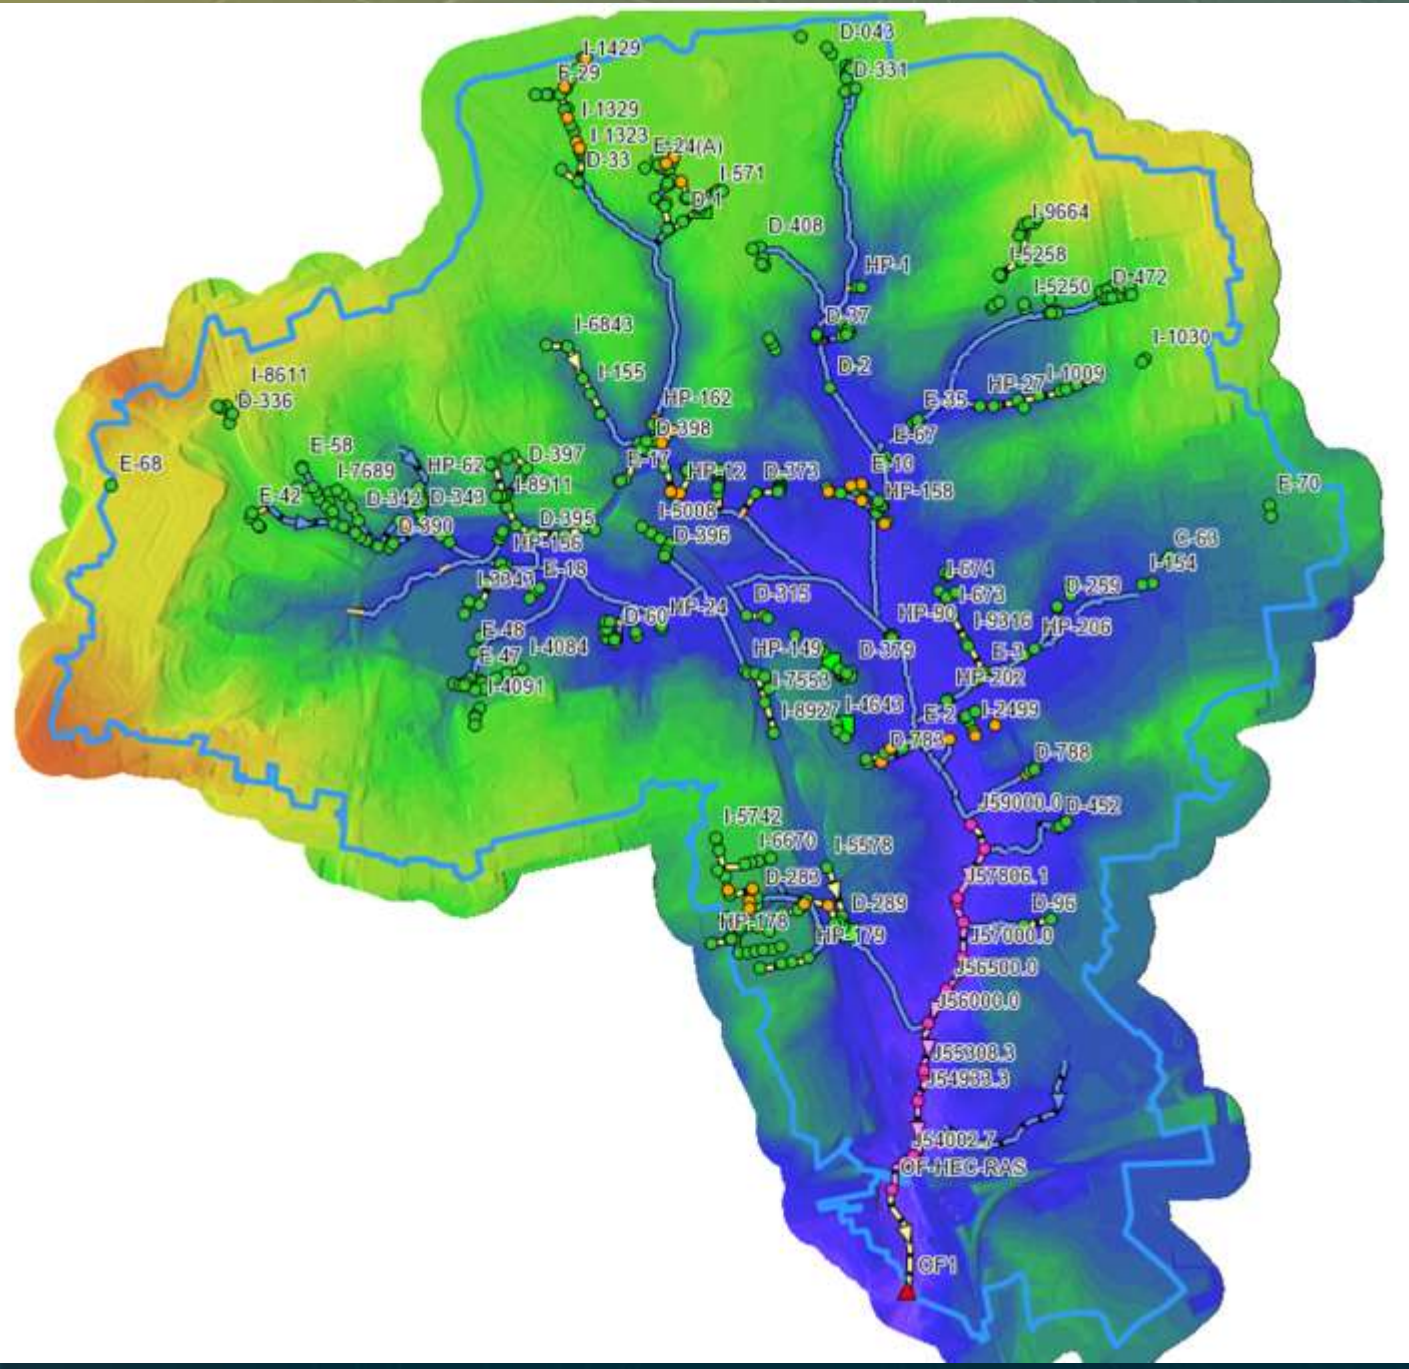 D-043
I-1429
E-29
D-331
I-1329
I-1323
E-24(A)
D-33
I-571
D-1
I-9664
D-408
I-5258
HP-1
D-472
I-5250
I-6843
D-37
I-1030
D-2
I-155
I-8611
HP-27
I-1009
D-336
HP-162
E-35
D-398
E-67
E-58
D-397
E-17
E-13
E-68
I-7689
HP-62
HP-12
D-373
E-70
E-42
D-342
D-343
I-8911
HP-158
I-5008
D-390
D-395
D-396
HP-156
C-63
I-154
E-18
I-674
I-3343
D-259
D-315
I-673
HP-24
HP-90
D-60
I-9316
HP-206
E-48
HP-149
D-379
E-3
E-47
I-4084
HP-202
I-7553
I-4091
I-8927
I-4643
E-2
I-2499
D-783
D-788
J59000.0
D-452
I-5742
I-6670
I-5578
D-283
J57806.1
D-289
D-96
HP-178
HP-179
J57000.0
J56500.0
J56000.0
J55308.3
J54933.3
J54002.7
OF-HEC-RAS
OF1